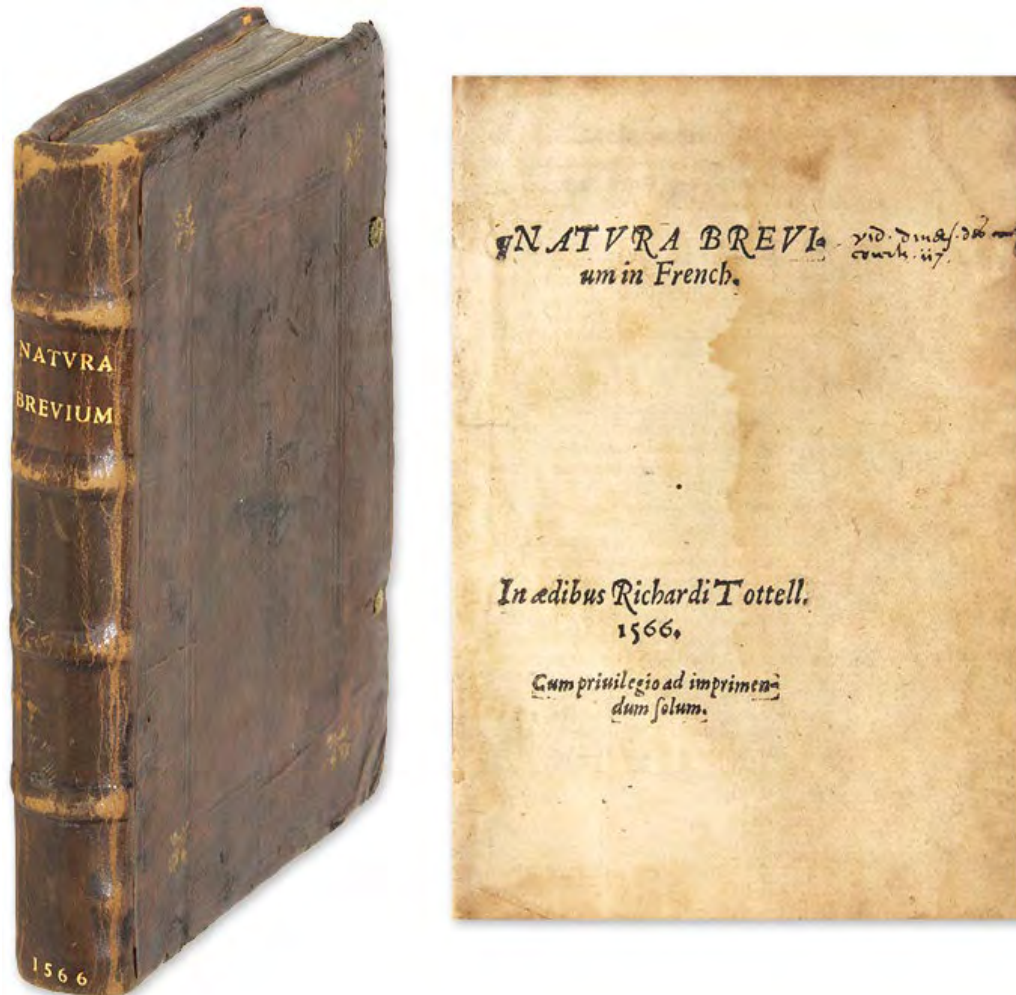 NATVRA
BREVIUM
1566
NATVRA BREVI-
um in French.
In ædibus Richardi Tottell.
1566.
Cum priuilegio ad imprimen-
dum ſolum.